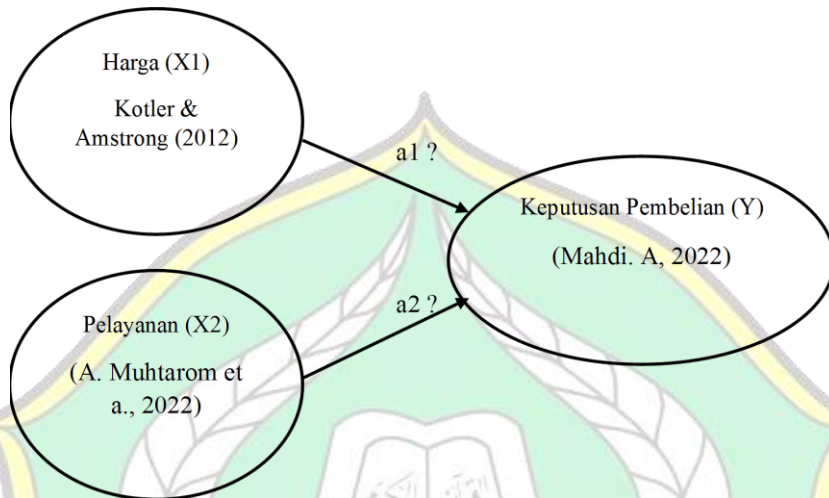 Harga (X1)
Kotler &
Amstrong (2012)
a1 ?
Keputusan Pembelian (Y)
(Mahdi. A, 2022)
Pelayanan (X2)
(A. Muhtarom et
a., 2022)
a2 ?